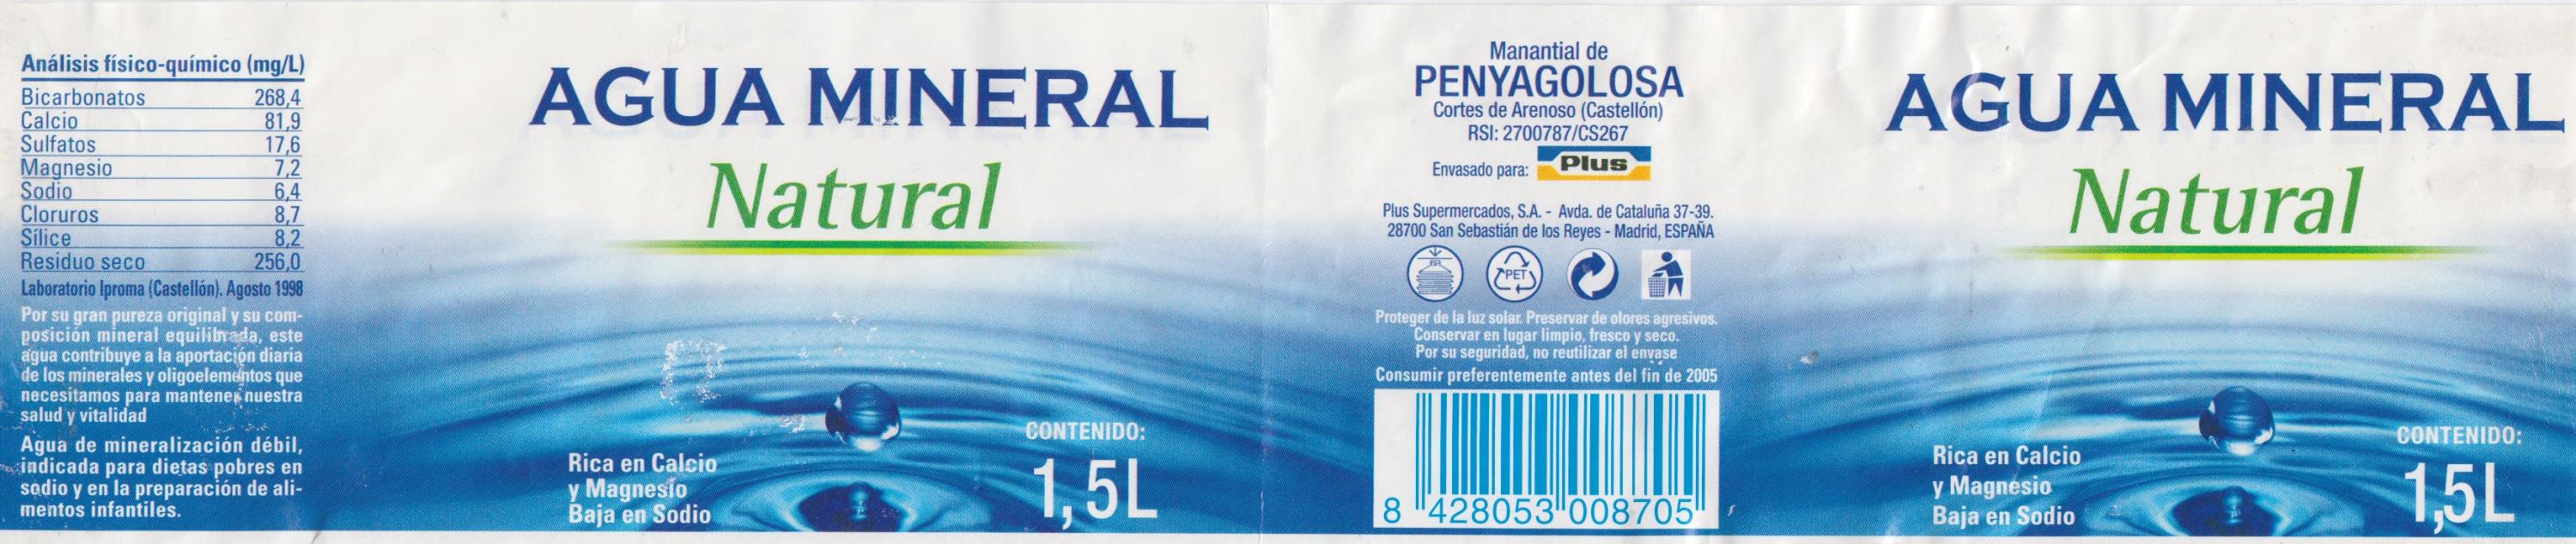 Análisis físico-químico (mg/L)
Bicarbonatos 268,4
Calcio 81,9
Sulfatos 17,6
Magnesio 7,2
Sodio 6,4
Cloruros 8,7
Sílice 8,2
Residuo seco 256,0
Laboratorio Iproma (Castellón). Agosto 1998
Por su gran pureza original y su com-
posición mineral equilibrada, este
agua contribuye a la aportación diaria
de los minerales y oligoelementos que
necesitamos para mantener nuestra
salud y vitalidad
Agua de mineralización débil,
indicada para dietas pobres en
sodio y en la preparación de ali-
mentos infantiles.
AGUA MINERAL
Natural
Rica en Calcio
y Magnesio
Baja en Sodio
CONTENIDO:
1,5L
Manantial de
PENYAGOLOSA
Cortes de Arenoso (Castellón)
RSI: 2700787/CS267
Envasado para: Plus
Plus Supermercados, S.A. - Avda. de Cataluña 37-39.
28700 San Sebastián de los Reyes - Madrid, ESPAÑA
PET
Proteger de la luz solar. Preservar de olores agresivos.
Conservar en lugar limpio, fresco y seco.
Por su seguridad, no reutilizar el envase
Consumir preferentemente antes del fin de 2005
8 428053 008705
AGUA MINERAL
Natural
Rica en Calcio
y Magnesio
Baja en Sodio
CONTENIDO:
1,5L